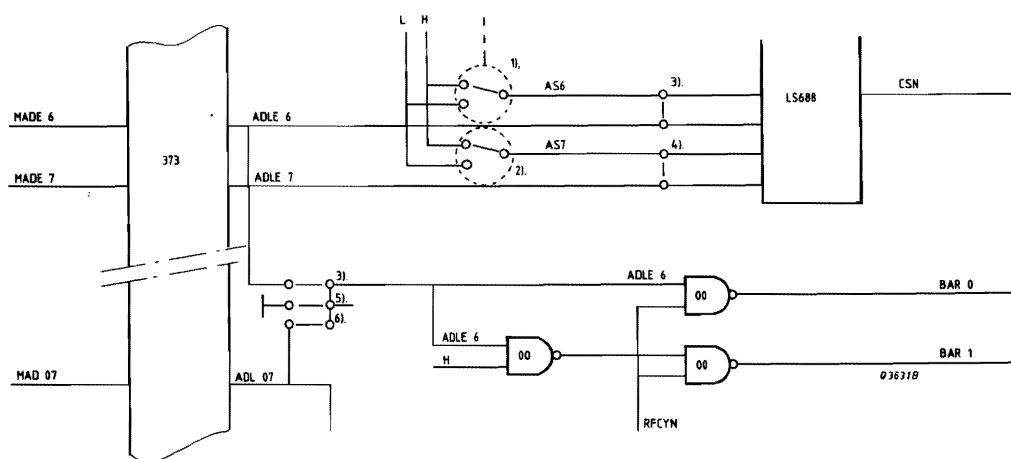 L H
1).
AS6
3).
LS688
CSN
MADE 6
ADLE 6
373
AS7
4).
2).
MADE 7
ADLE 7
3).
ADLE 6
00
BAR 0
5).
6).
ADLE 6
H
00
00
BAR 1
Q3631B
MAD 07
ADL 07
RFCYN